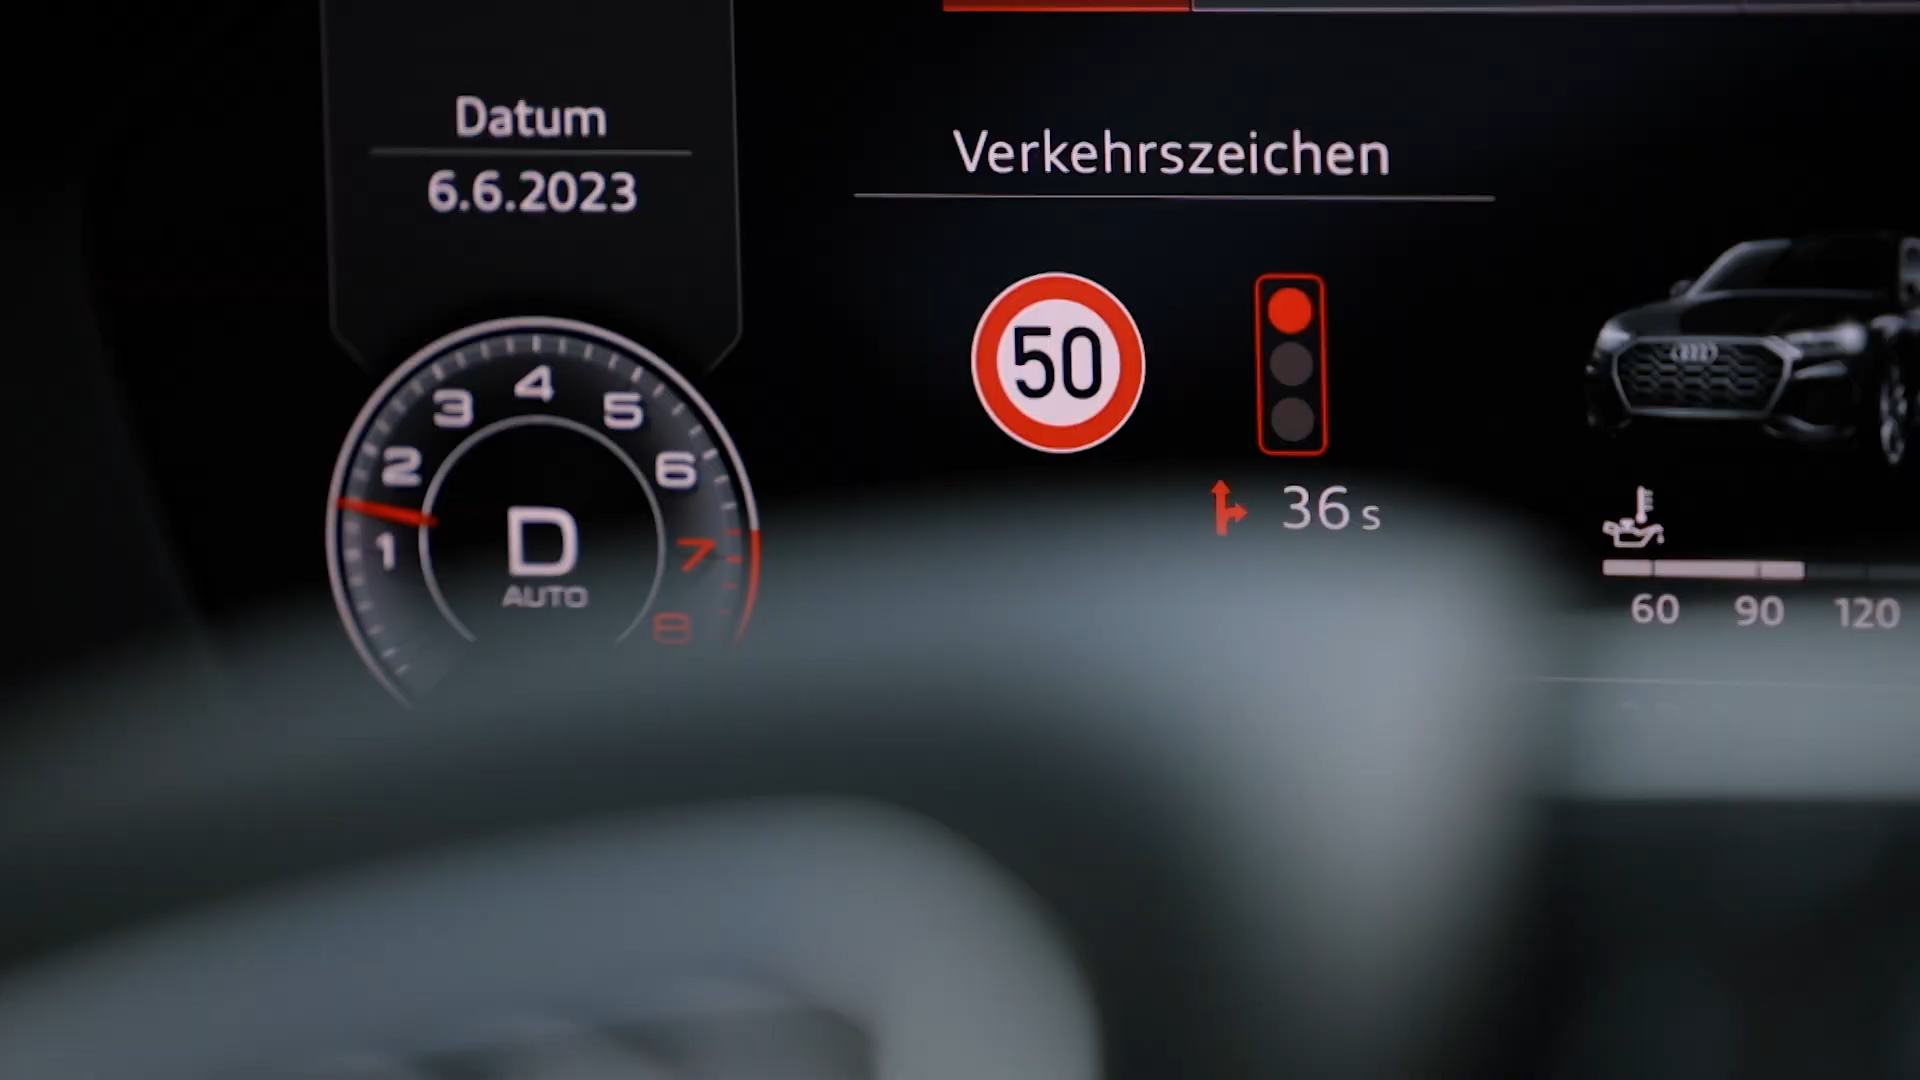 Datum
6.6.2023
Verkehrszeichen
50
36 s
1 2 3 4 5 6 7 8
D
AUTO
60 90 120